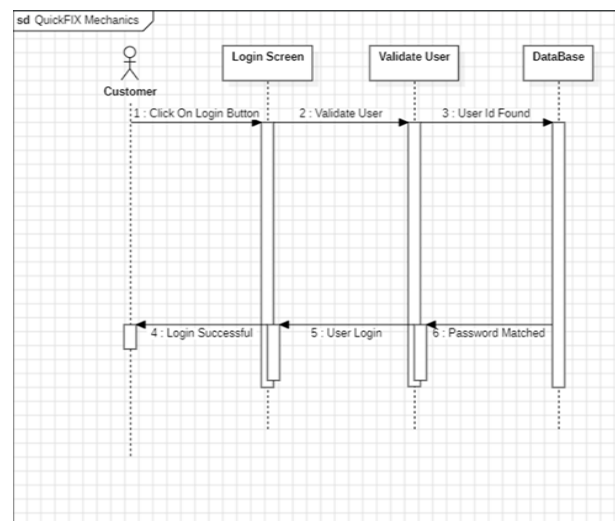 sd QuickFIX Mechanics
Login Screen
Validate User
DataBase
Customer
1 : Click On Login Button
2 : Validate User
3 : User Id Found
4 : Login Successful
5 : User Login
6 : Password Matched